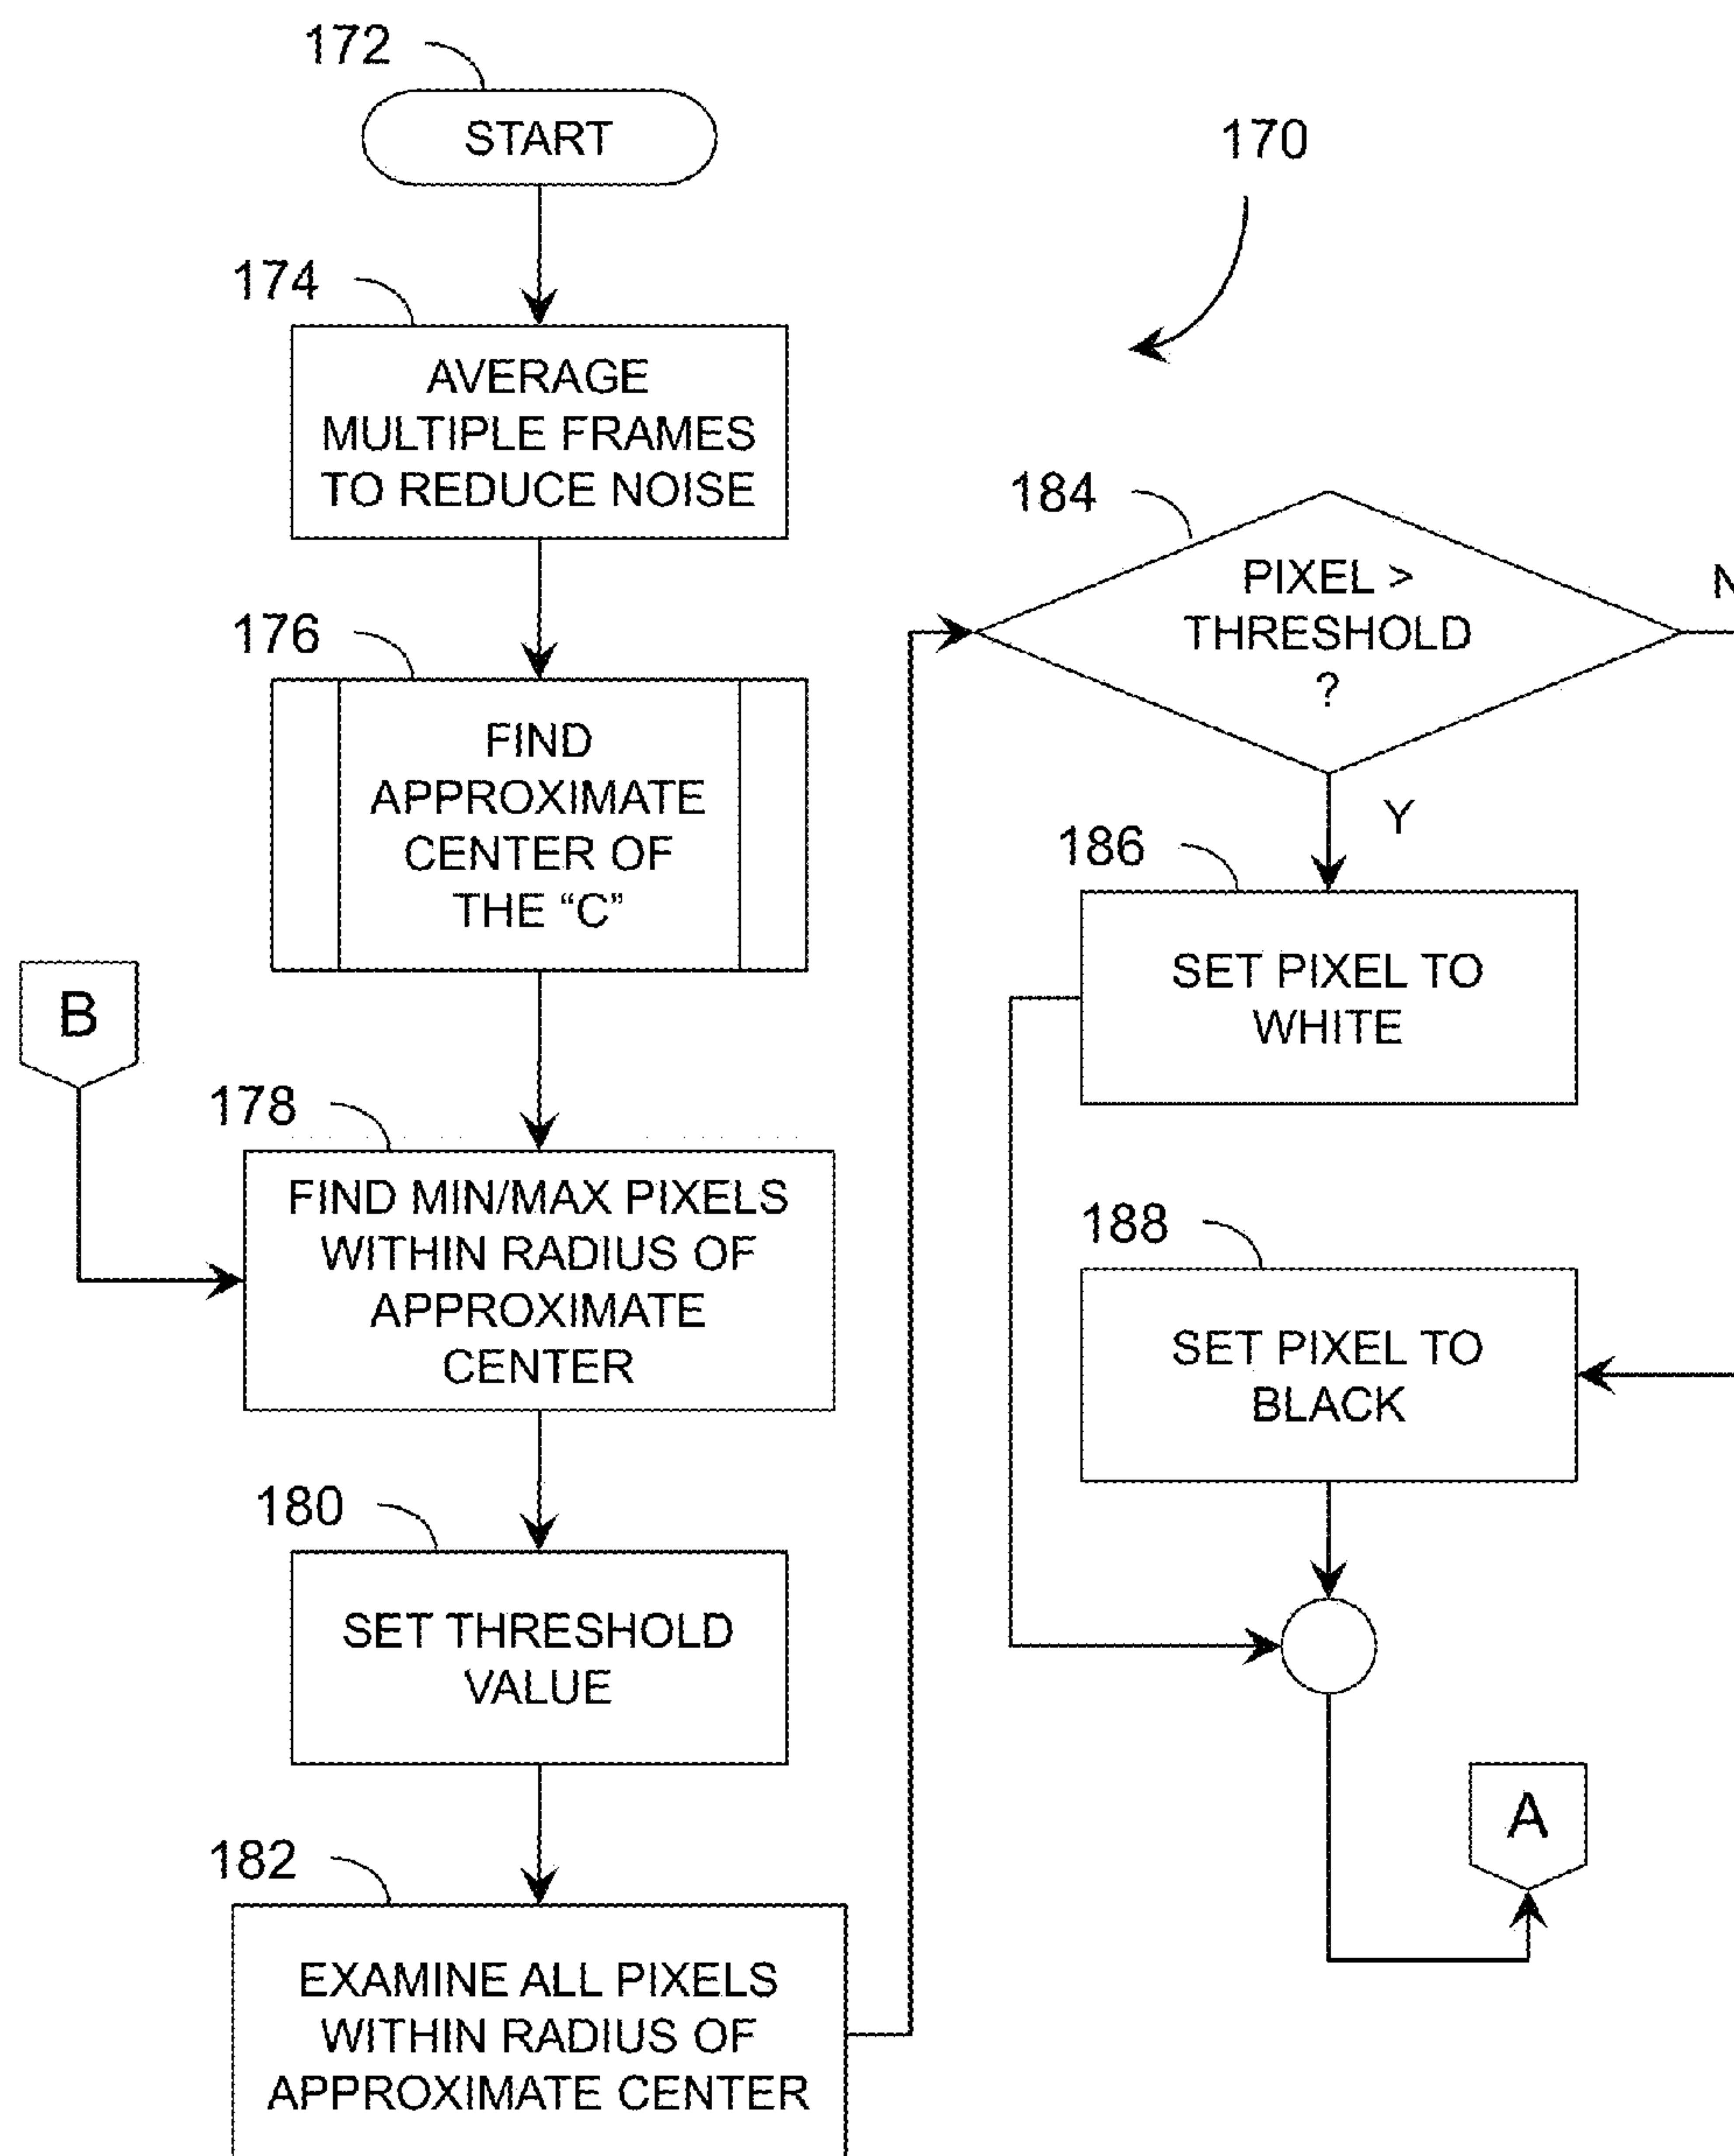 172
START
170
174
AVERAGE
MULTIPLE FRAMES
TO REDUCE NOISE
176
FIND
APPROXIMATE
CENTER OF
THE “C”
B
178
FIND MIN/MAX PIXELS
WITHIN RADIUS OF
APPROXIMATE
CENTER
180
SET THRESHOLD
VALUE
182
EXAMINE ALL PIXELS
WITHIN RADIUS OF
APPROXIMATE CENTER
184
PIXEL >
THRESHOLD
?
N
Y
186
SET PIXEL TO
WHITE
188
SET PIXEL TO
BLACK
A